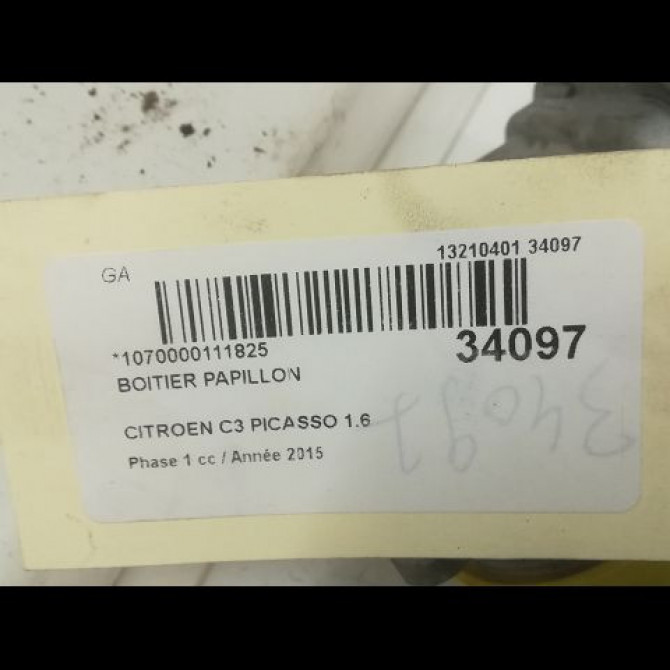 13210401 34097
GA
*1070000111825
34097
BOITIER PAPILLON
CITROEN C3 PICASSO 1.6
Phase 1 cc / Année 2015
34097